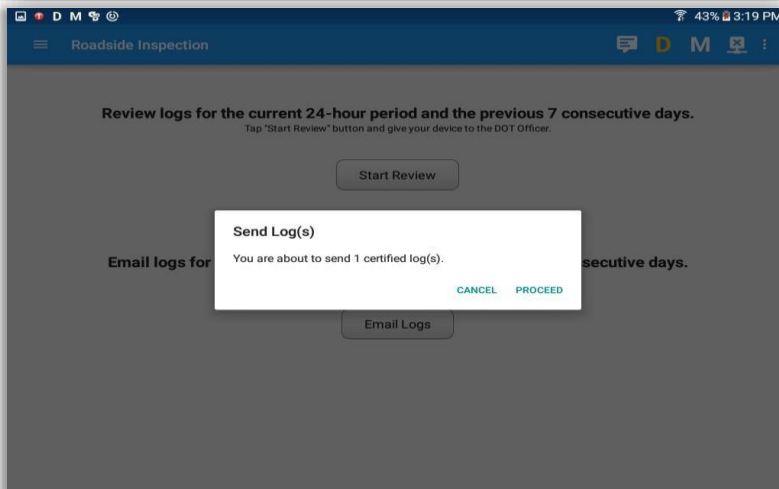 D M 43% 3:19 PM
Roadside Inspection D M
Review logs for the current 24-hour period and the previous 7 consecutive days.
Tap "Start Review" button and give your device to the DOT Officer.
Start Review
Send Log(s)
You are about to send 1 certified log(s).
Email logs for secutive days.
CANCEL PROCEED
Email Logs